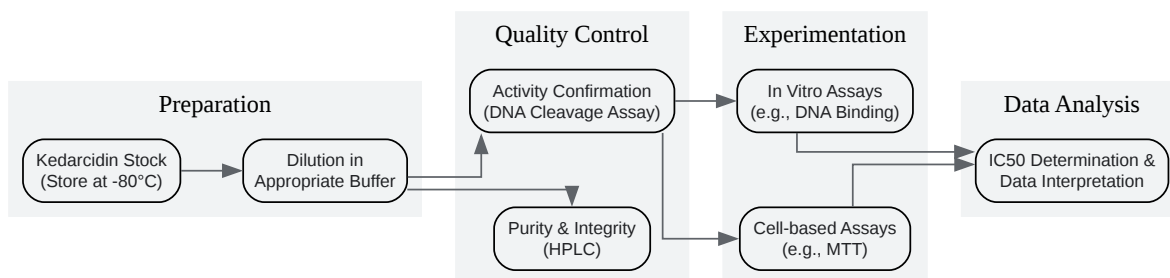 Preparation
Kedarcidin Stock
(Store at -80°C)
Dilution in
Appropriate Buffer
Quality Control
Activity Confirmation
(DNA Cleavage Assay)
Purity & Integrity
(HPLC)
Experimentation
In Vitro Assays
(e.g., DNA Binding)
Cell-based Assays
(e.g., MTT)
Data Analysis
IC50 Determination &
Data Interpretation